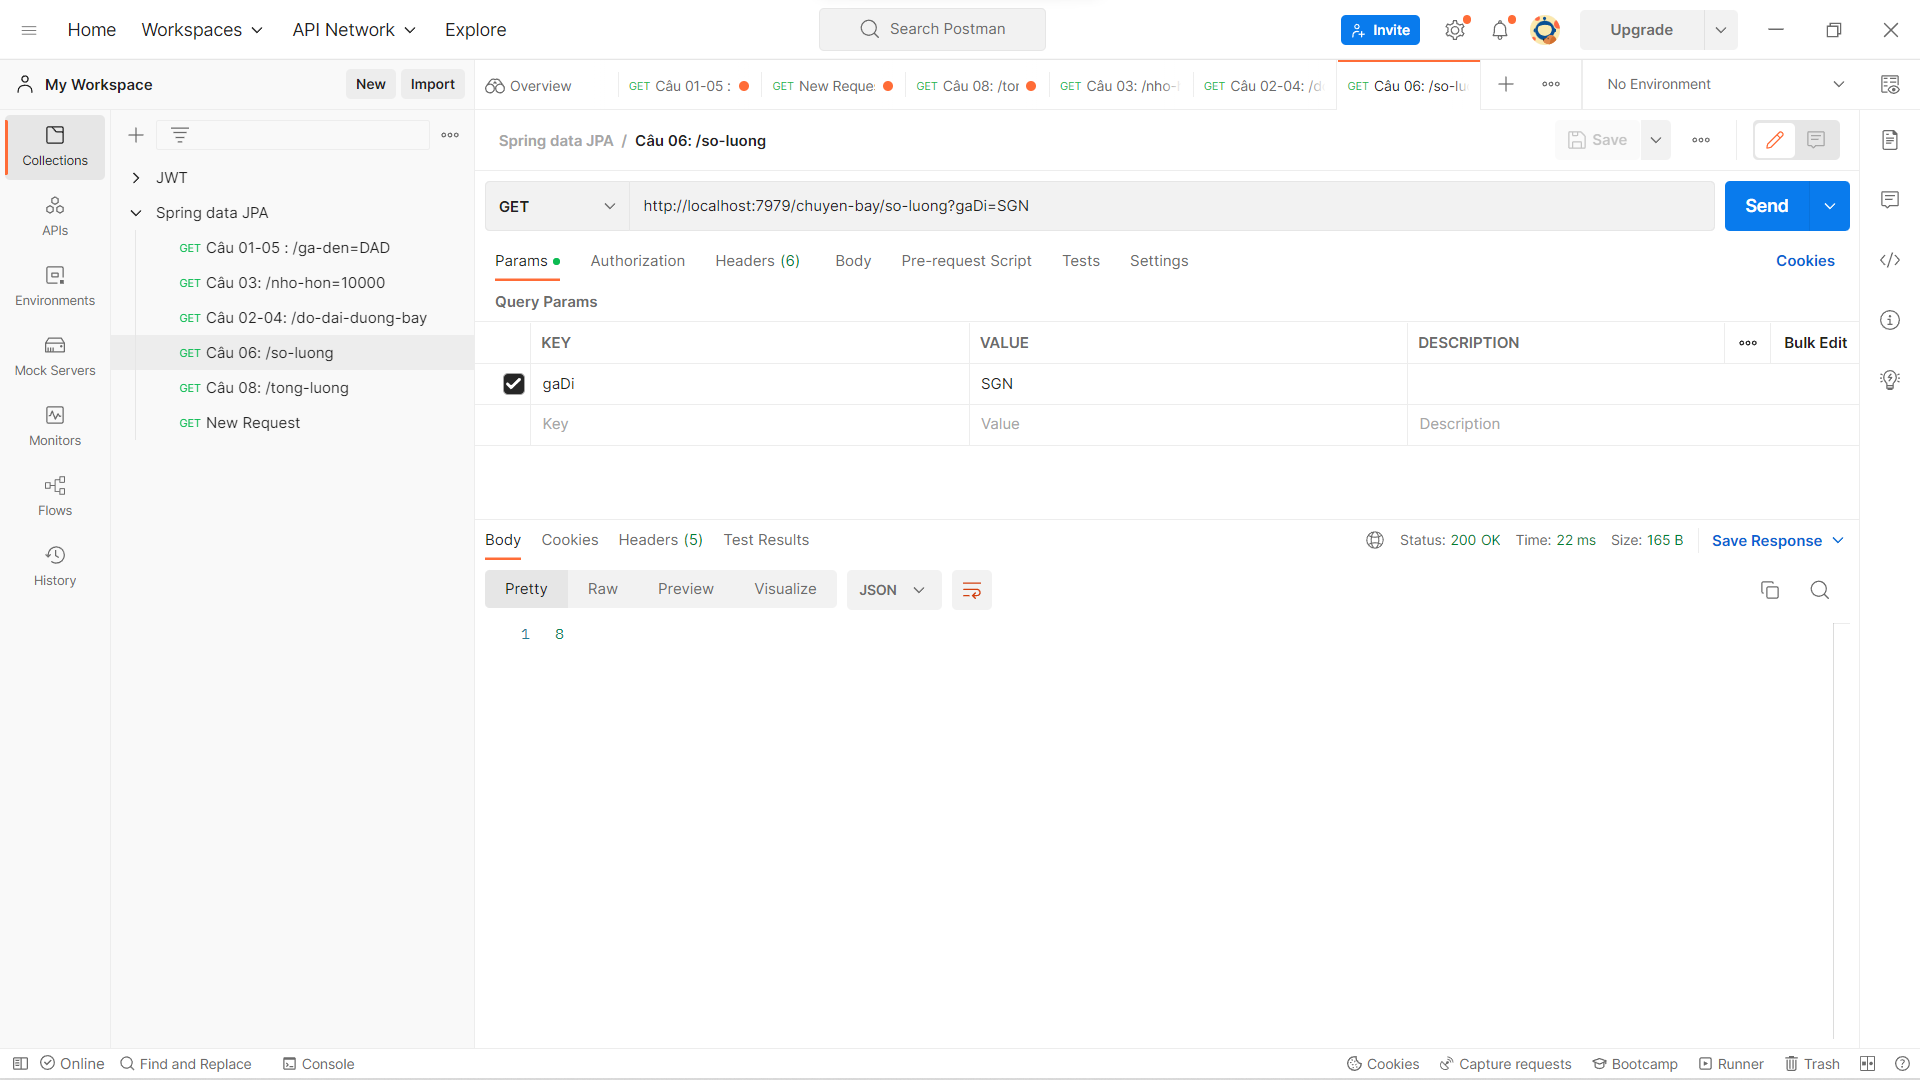 Home Workspaces API Network Explore Search Postman Invite Upgrade
My Workspace New Import Overview GET Câu 01-05 : GET New Reque GET Câu 08: /tor GET Câu 03: /nho- GET Câu 02-04: /d GET Câu 06: /so-lu No Environment
Collections
APIs
Environments
Mock Servers
Monitors
Flows
History
JWT
Spring data JPA
GET Câu 01-05 : /ga-den=DAD
GET Câu 03: /nho-hon=10000
GET Câu 02-04: /do-dai-duong-bay
GET Câu 06: /so-luong
GET Câu 08: /tong-luong
GET New Request
Spring data JPA / Câu 06: /so-luong Save
GET http://localhost:7979/chuyen-bay/so-luong?gaDi=SGN Send
Params Authorization Headers (6) Body Pre-request Script Tests Settings Cookies
Query Params
KEY VALUE DESCRIPTION Bulk Edit
gaDi SGN
Key Value Description
Body Cookies Headers (5) Test Results Status: 200 OK Time: 22 ms Size: 165 B Save Response
Pretty Raw Preview Visualize JSON
1 8
Online Find and Replace Console Cookies Capture requests Bootcamp Runner Trash